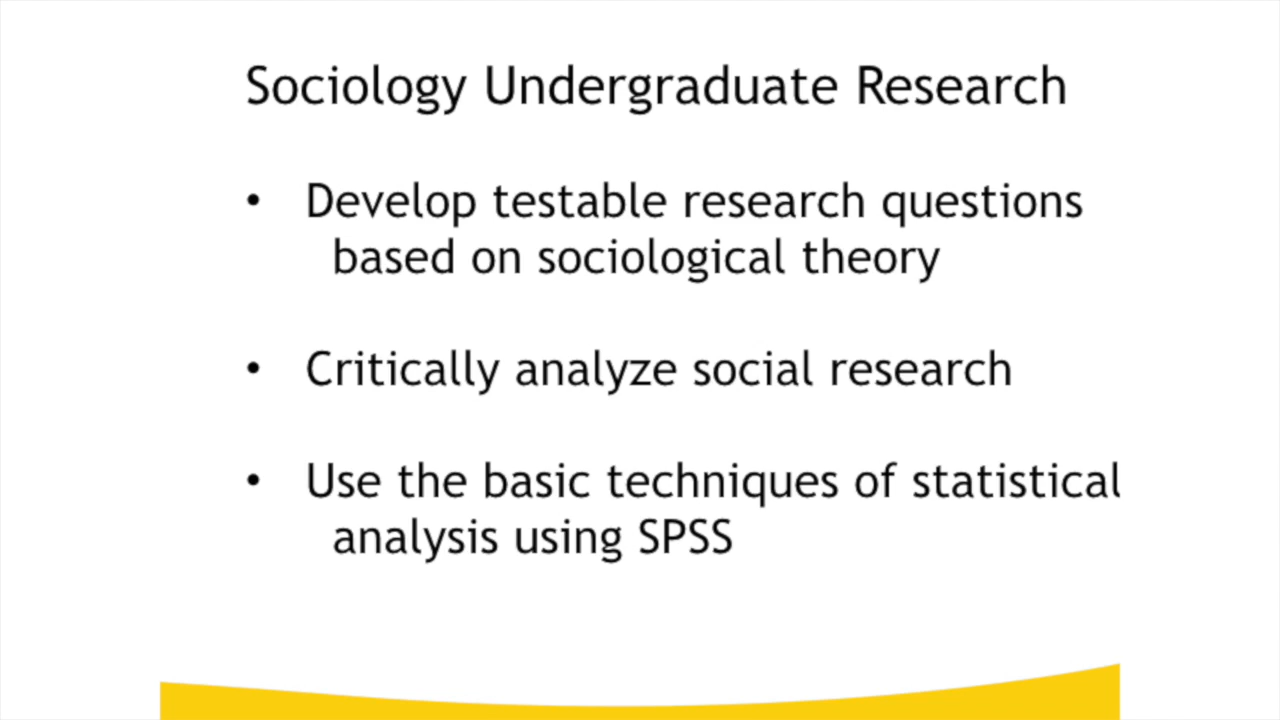 Sociology Undergraduate Research
• Develop testable research questions
based on sociological theory
• Critically analyze social research
• Use the basic techniques of statistical
analysis using SPSS